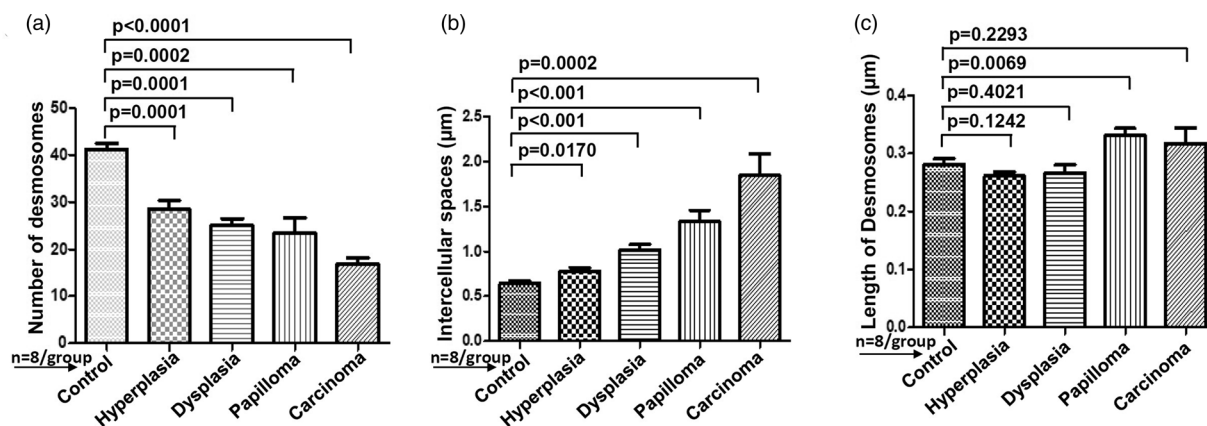 (a)
p<0.0001
p=0.0002
p=0.0001
p=0.0001
Number of desmosomes
50
40
30
20
10
0
n=8/group
Control
Hyperplasia
Dysplasia
Papilloma
Carcinoma
(b)
p=0.0002
p<0.001
p<0.001
p=0.0170
Intercellular spaces (µm)
2.5
2.0
1.5
1.0
0.5
0.0
n=8/group
Control
Hyperplasia
Dysplasia
Papilloma
Carcinoma
(c)
p=0.2293
p=0.0069
p=0.4021
p=0.1242
Length of Desmosomes (µm)
0.4
0.3
0.2
0.1
0.0
n=8/group
Control
Hyperplasia
Dysplasia
Papilloma
Carcinoma